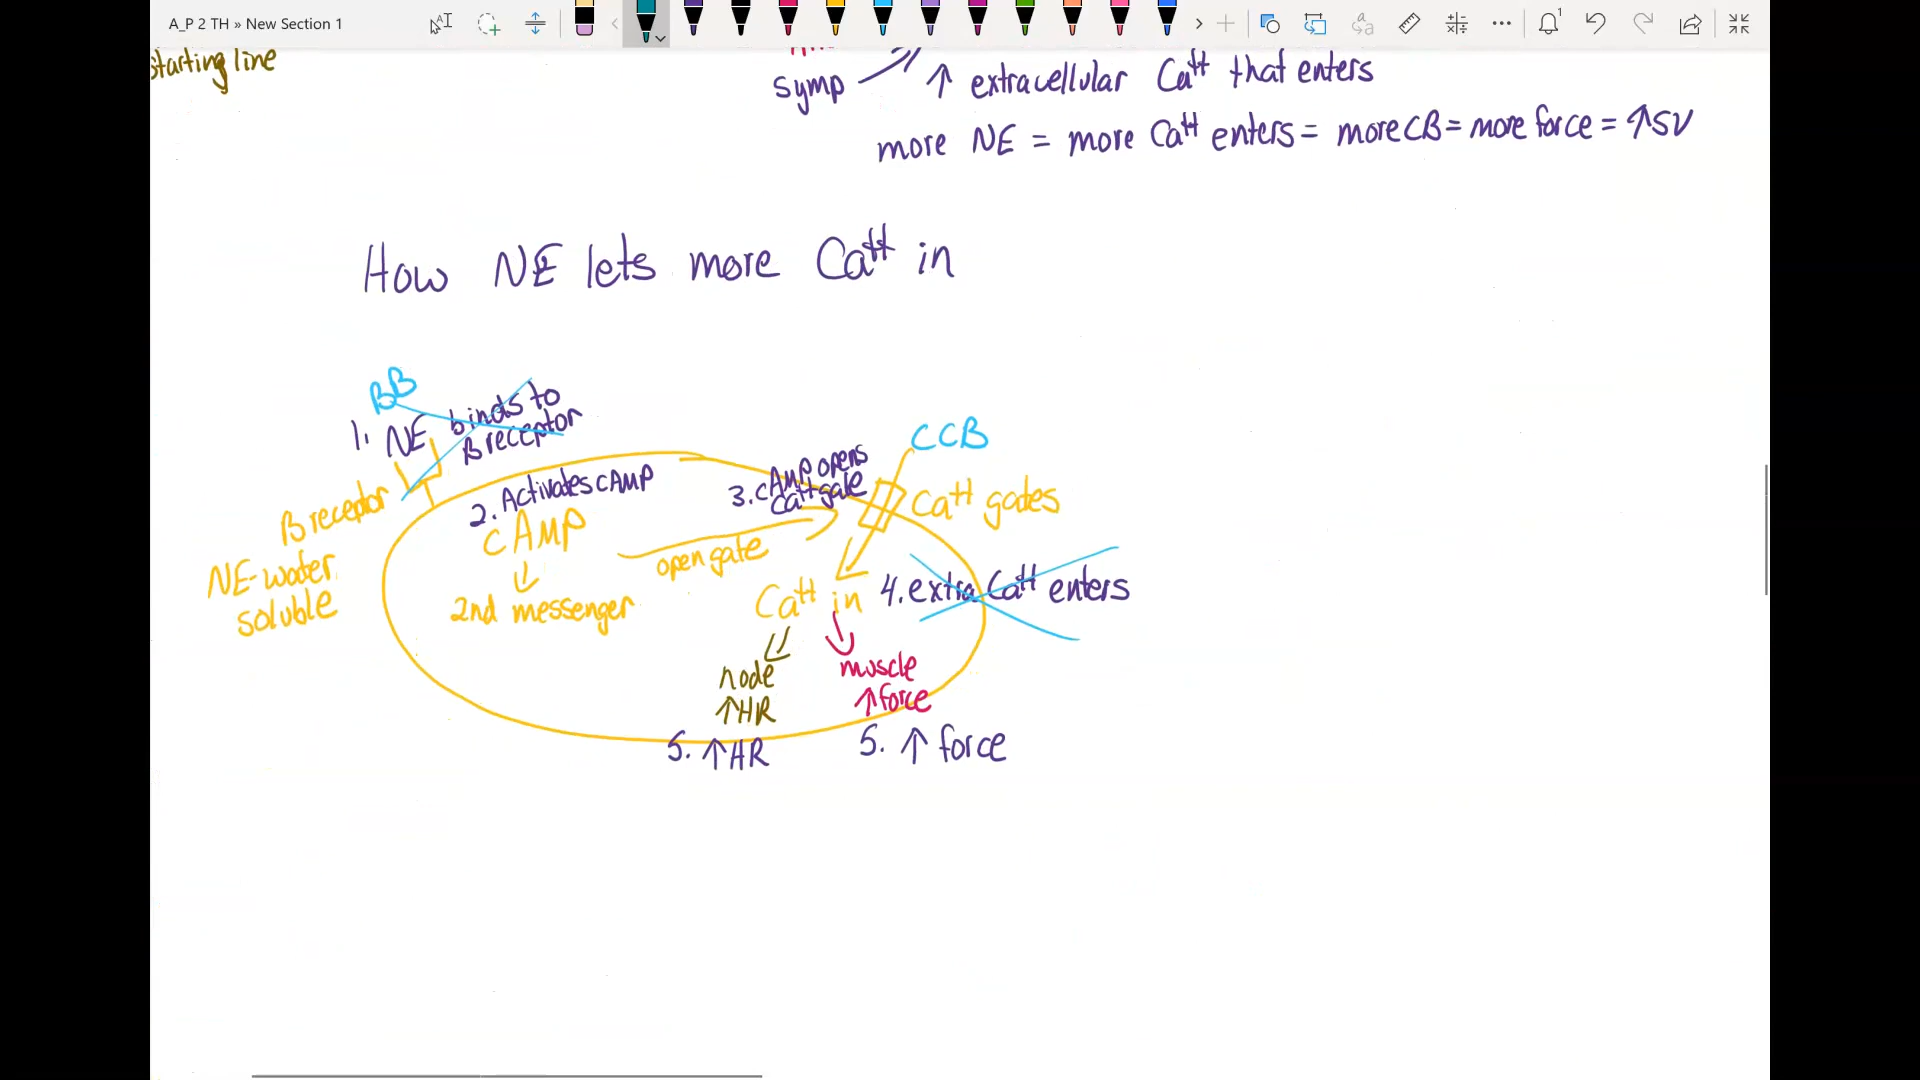 A_P 2 TH » New Section 1
starting line
symp
↑ extracellular Ca++ that enters
more NE = more Ca++ enters = more CB = more force = ↑SV
How NE lets more Ca++ in
BB
1. NE binds to
B receptor
B receptor
NE-water
soluble
2. Activates cAMP
cAMP
2nd messenger
open gate
3. cAMP opens
Ca++ gate
CCB
Ca++ gates
Ca++ in
4. extra Ca++ enters
node
↑HR
muscle
↑force
5. ↑HR
5. ↑ force